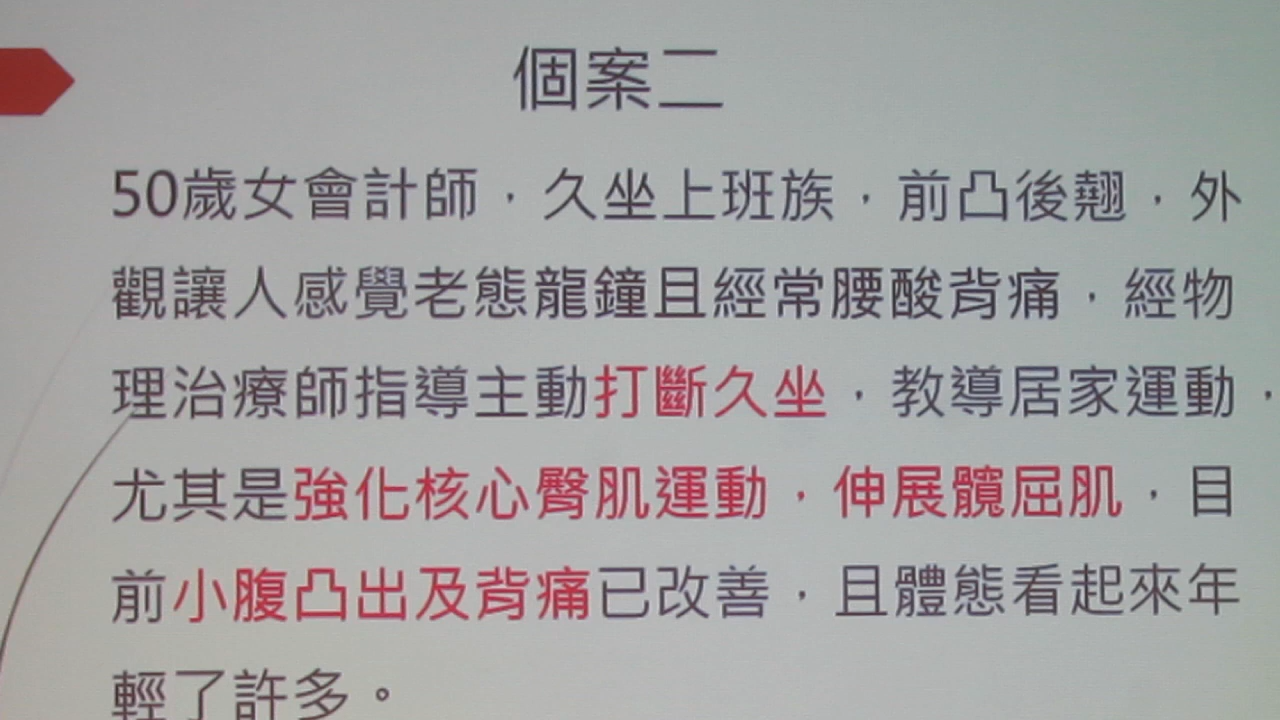 個案二
50歲女會計師，久坐上班族，前凸後翹，外
觀讓人感覺老態龍鐘且經常腰酸背痛，經物
理治療師指導主動打斷久坐，教導居家運動，
尤其是強化核心臀肌運動，伸展髖屈肌，目
前小腹凸出及背痛已改善，且體態看起來年
輕了許多。